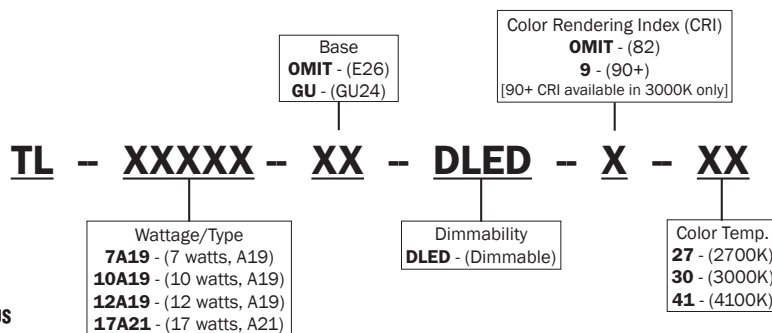 Base
OMIT - (E26)
GU - (GU24)
Color Rendering Index (CRI)
OMIT - (82)
9 - (90+)
[90+ CRI available in 3000K only]
TL -- XXXXX -- XX -- DLED -- X -- XX
Wattage/Type
7A19 - (7 watts, A19)
10A19 - (10 watts, A19)
12A19 - (12 watts, A19)
17A21 - (17 watts, A21)
Dimmability
DLED - (Dimmable)
Color Temp.
27 - (2700K)
30 - (3000K)
41 - (4100K)
US